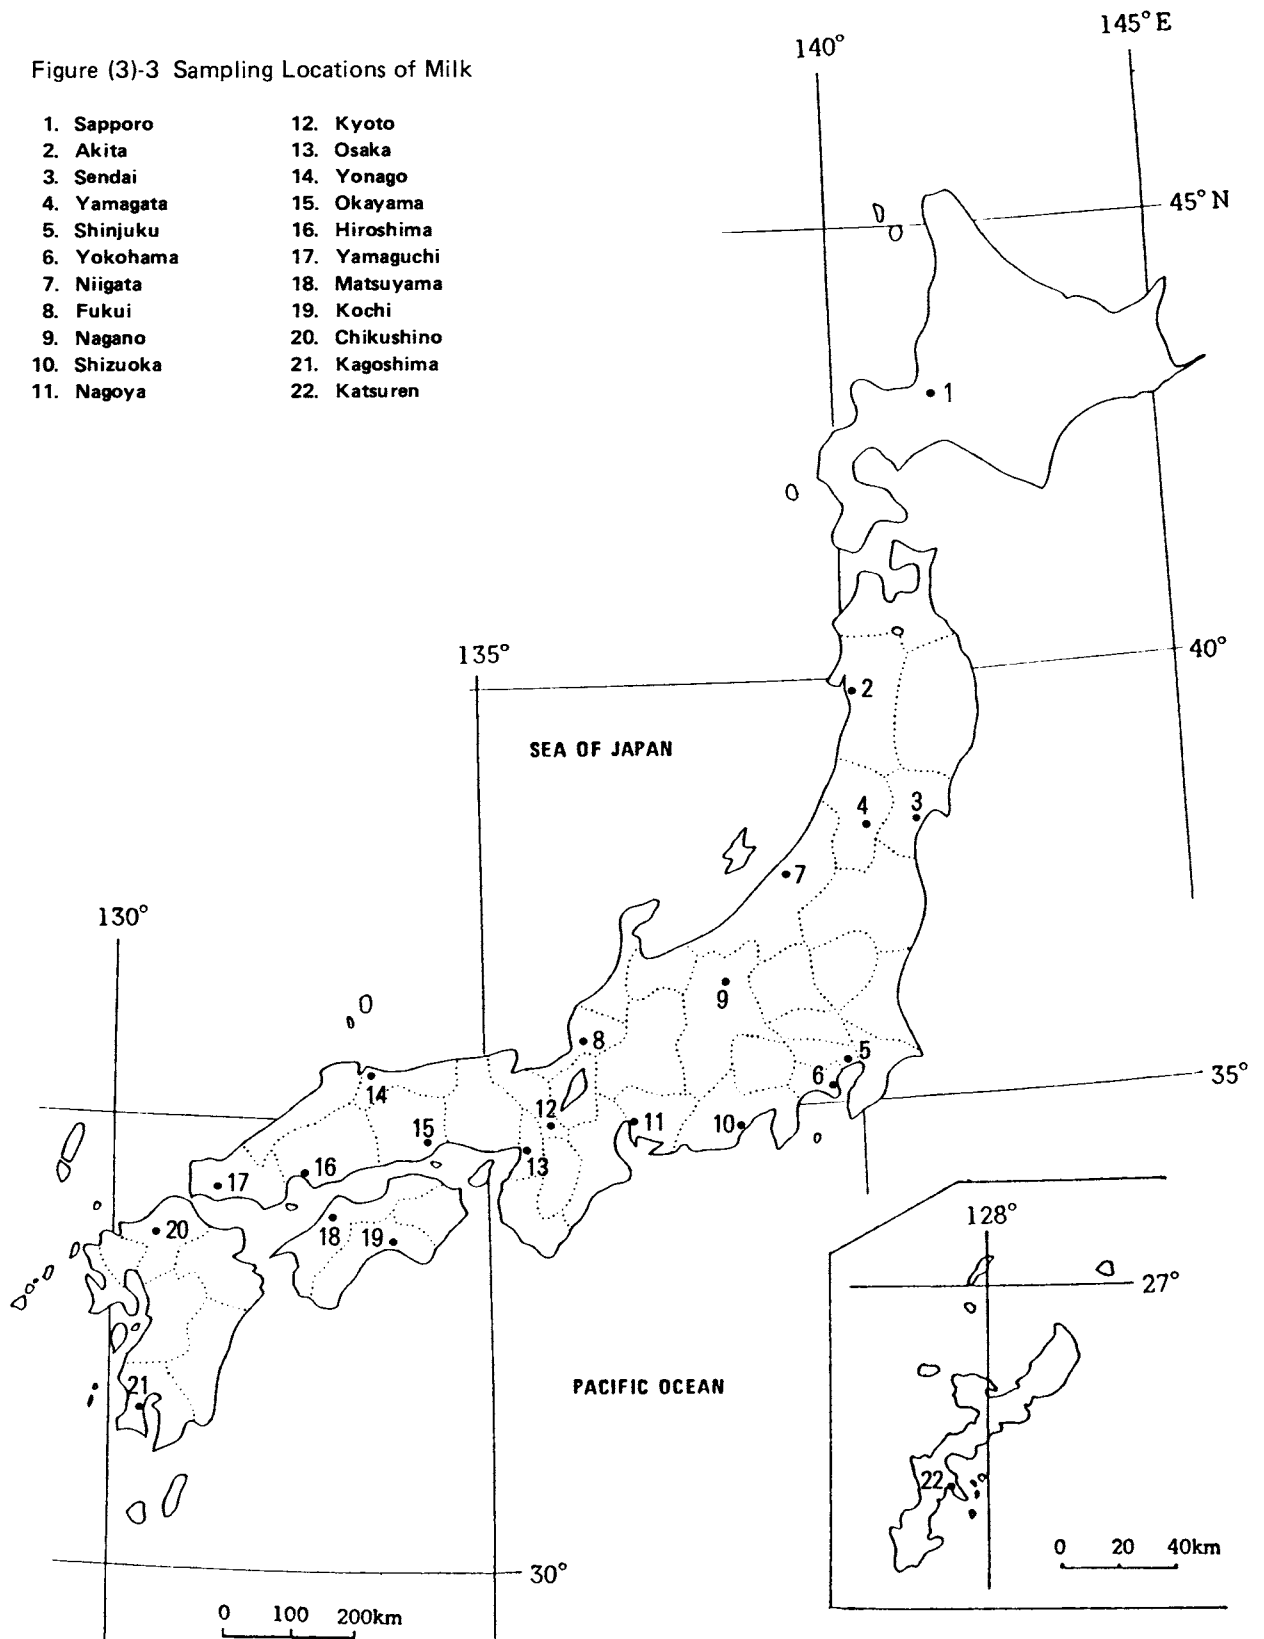 145° E
140°
Figure (3)-3 Sampling Locations of Milk
1. Sapporo
2. Akita
3. Sendai
4. Yamagata
5. Shinjuku
6. Yokohama
7. Niigata
8. Fukui
9. Nagano
10. Shizuoka
11. Nagoya
12. Kyoto
13. Osaka
14. Yonago
15. Okayama
16. Hiroshima
17. Yamaguchi
18. Matsuyama
19. Kochi
20. Chikushino
21. Kagoshima
22. Katsuren
45° N
1
40°
135°
2
SEA OF JAPAN
4
3
7
130°
9
8
5
6
35°
14
12
11
10
15
13
16
17
128°
20
18
19
27°
21
PACIFIC OCEAN
22
0 20 40km
30°
0 100 200km